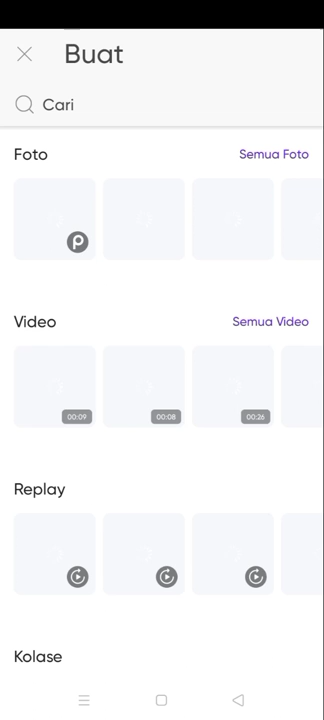 Buat
Cari
Foto
Semua Foto
Video
Semua Video
00:09
00:08
00:26
Replay
Kolase